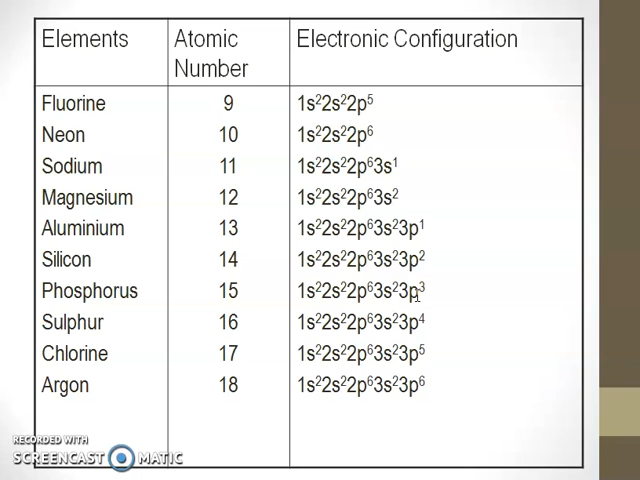 Elements Atomic Number Electronic Configuration
Fluorine 9 1s²2s²2p⁵
Neon 10 1s²2s²2p⁶
Sodium 11 1s²2s²2p⁶3s¹
Magnesium 12 1s²2s²2p⁶3s²
Aluminium 13 1s²2s²2p⁶3s²3p¹
Silicon 14 1s²2s²2p⁶3s²3p²
Phosphorus 15 1s²2s²2p⁶3s²3p³
Sulphur 16 1s²2s²2p⁶3s²3p⁴
Chlorine 17 1s²2s²2p⁶3s²3p⁵
Argon 18 1s²2s²2p⁶3s²3p⁶
RECORDED WITH
SCREENCAST MATIC